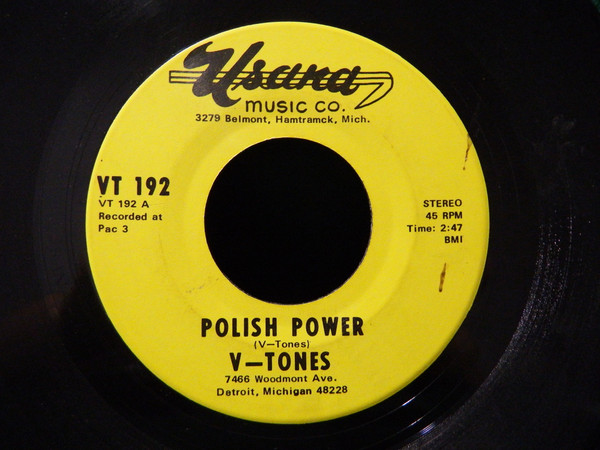 Usana
MUSIC CO.
3279 Belmont, Hamtramck, Mich.
VT 192
VT 192 A
Recorded at
Pac 3
STEREO
45 RPM
Time: 2:47
BMI
POLISH POWER
(V—Tones)
V—TONES
7466 Woodmont Ave.
Detroit, Michigan 48228